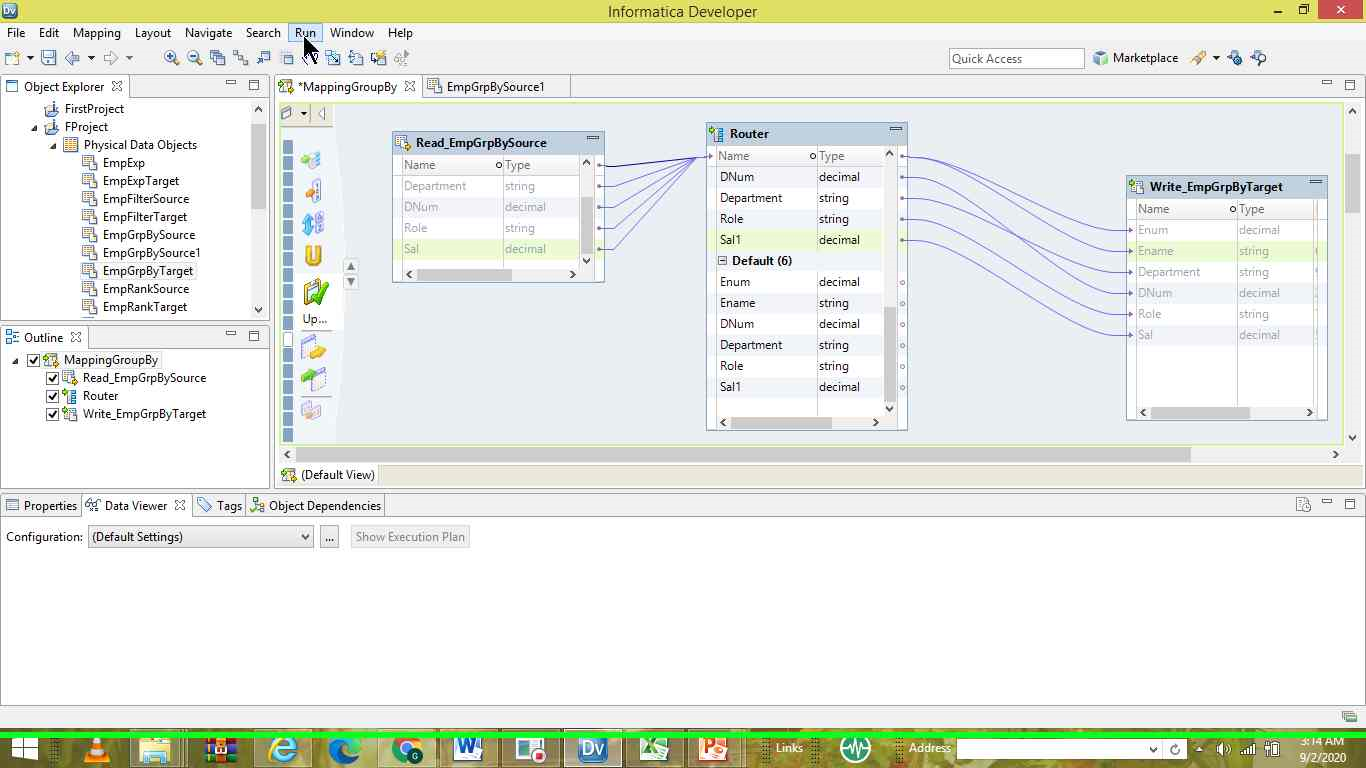 Informatica Developer
File Edit Mapping Layout Navigate Search Run Window Help
Quick Access
Marketplace
Object Explorer
FirstProject
FProject
Physical Data Objects
EmpExp
EmpExpTarget
EmpFilterSource
EmpFilterTarget
EmpGrpBySource
EmpGrpBySource1
EmpGrpByTarget
EmpRankSource
EmpRankTarget
Outline
MappingGroupBy
Read_EmpGrpBySource
Router
Write_EmpGrpByTarget
*MappingGroupBy
EmpGrpBySource1
Up...
Read_EmpGrpBySource
Name Type
Department string
DNum decimal
Role string
Sal decimal
Router
Name Type
DNum decimal
Department string
Role string
Sal1 decimal
Default (6)
Enum decimal
Ename string
DNum decimal
Department string
Role string
Sal1 decimal
Write_EmpGrpByTarget
Name Type
Enum decimal
Ename string
Department string
DNum decimal
Role string
Sal decimal
(Default View)
Properties Data Viewer Tags Object Dependencies
Configuration: (Default Settings) ... Show Execution Plan
Links
Address
3:14 AM
9/2/2020